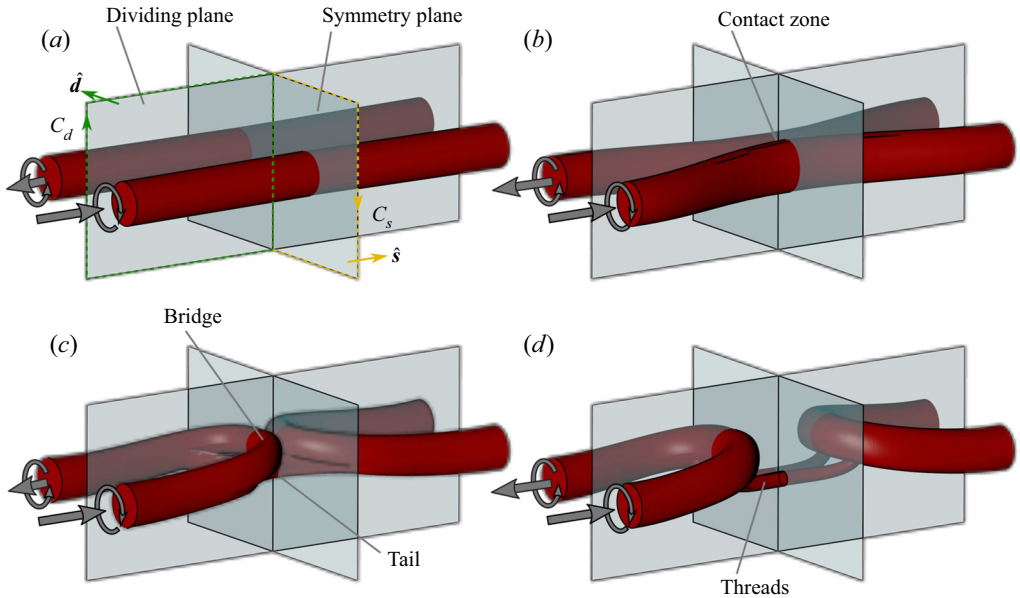 Dividing plane
Symmetry plane
(a)
d̂
C_d
C_s
ŝ
Contact zone
(b)
Bridge
(c)
Tail
(d)
Threads